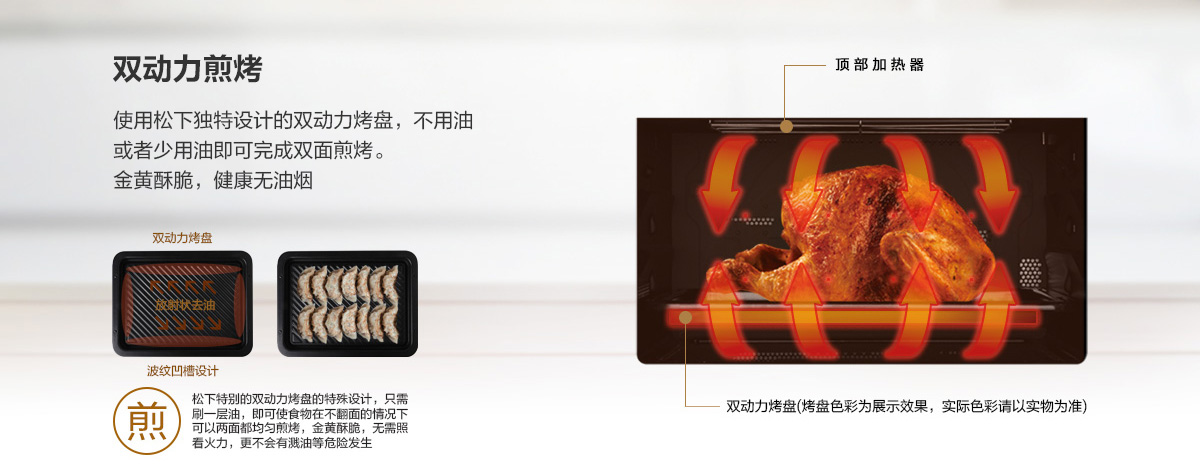 双动力煎烤
使用松下独特设计的双动力烤盘，不用油
或者少用油即可完成双面煎烤。
金黄酥脆，健康无油烟
双动力烤盘
放射状去油
波纹凹槽设计
煎
松下特别的双动力烤盘的特殊设计，只需
刷一层油，即可使食物在不翻面的情况下
可以两面都均匀煎烤，金黄酥脆，无需照
看火力，更不会有溅油等危险发生
顶部加热器
双动力烤盘(烤盘色彩为展示效果，实际色彩请以实物为准)